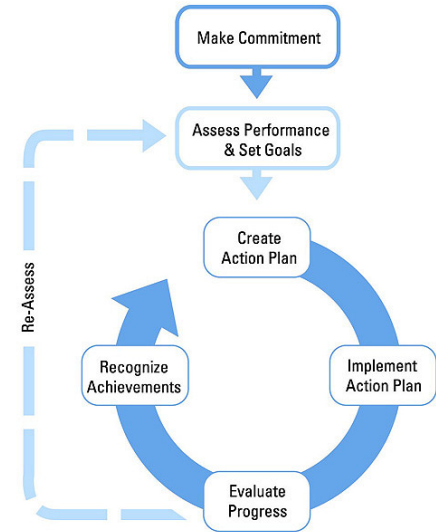 Make Commitment
Assess Performance
& Set Goals
Create
Action Plan
Re-Assess
Recognize
Achievements
Implement
Action Plan
Evaluate
Progress